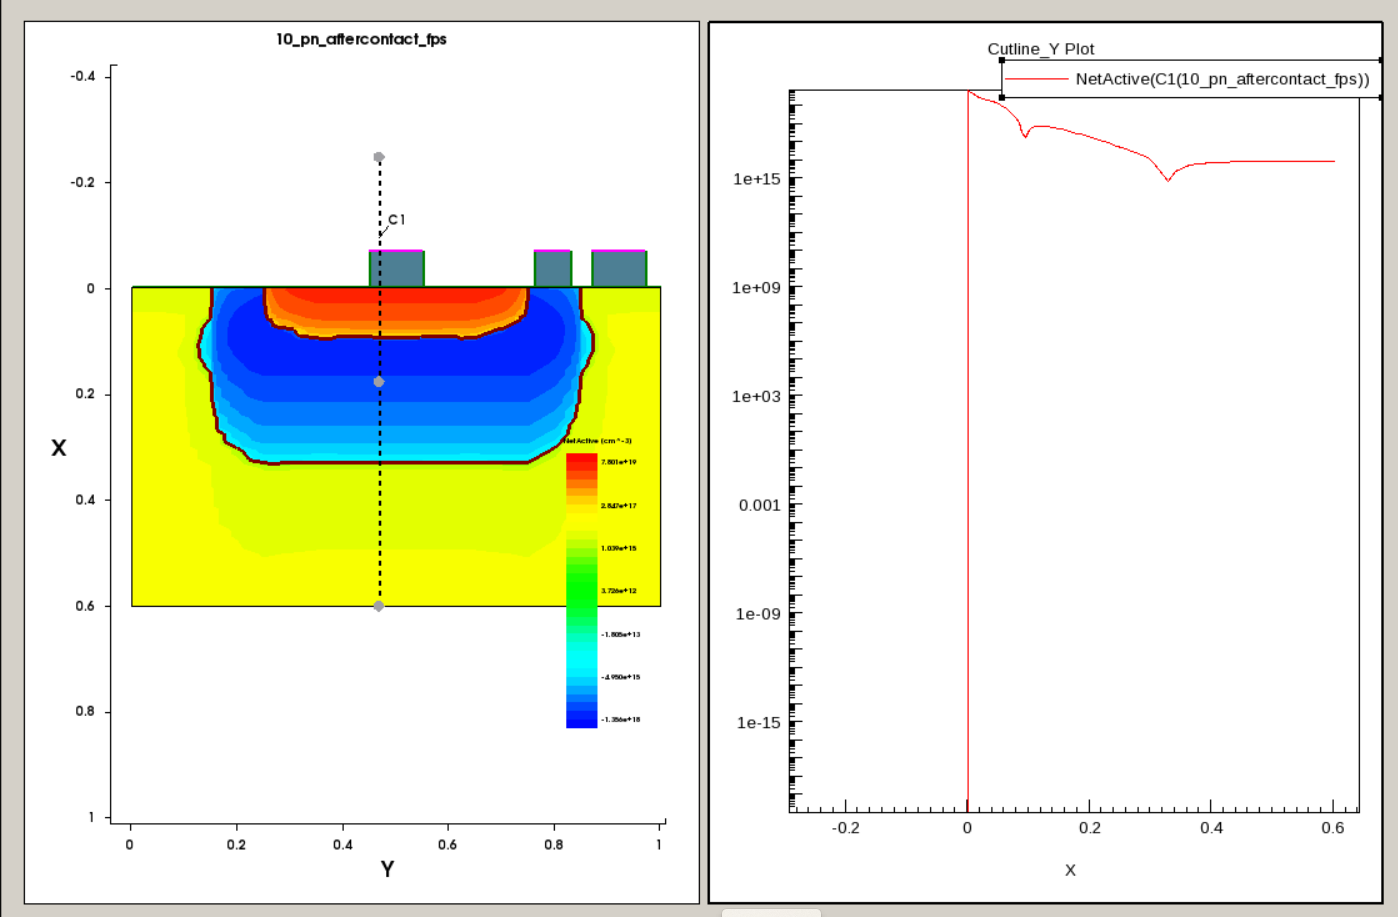 10_pn_aftercontact_fps
-0.4
-0.2
C1
0
0.2
X
NetActive (cm^-3)
7.801e+19
0.4
2.847e+17
1.039e+15
3.726e+12
0.6
-1.805e+13
-4.950e+15
0.8
-1.356e+18
1
0 0.2 0.4 0.6 0.8 1
Y
Cutline_Y Plot
NetActive(C1(10_pn_aftercontact_fps))
1e+15
1e+09
1e+03
0.001
1e-09
1e-15
-0.2 0 0.2 0.4 0.6
X